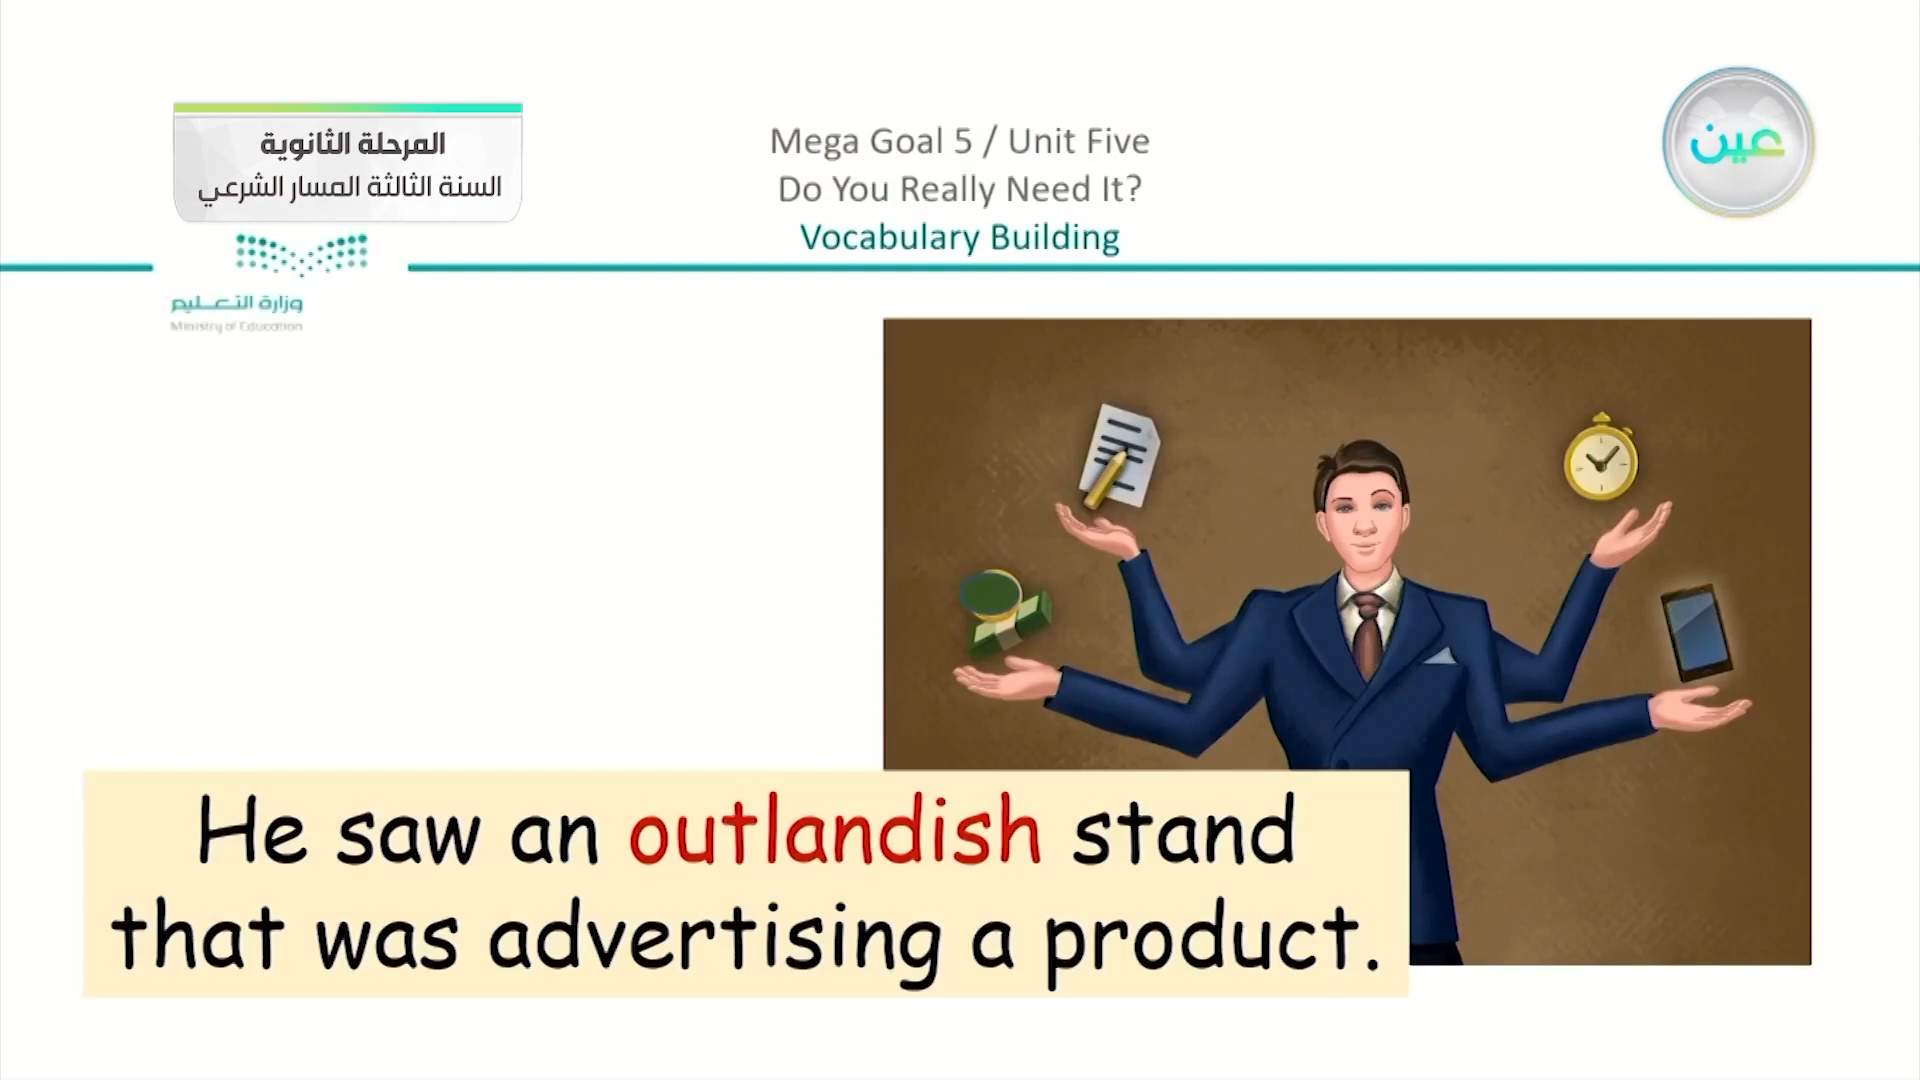 المرحلة الثانوية
السنة الثالثة المسار الشرعي
Mega Goal 5 / Unit Five
Do You Really Need It?
Vocabulary Building
عين
وزارة التعليم
Ministry of Education
He saw an outlandish stand
that was advertising a product.